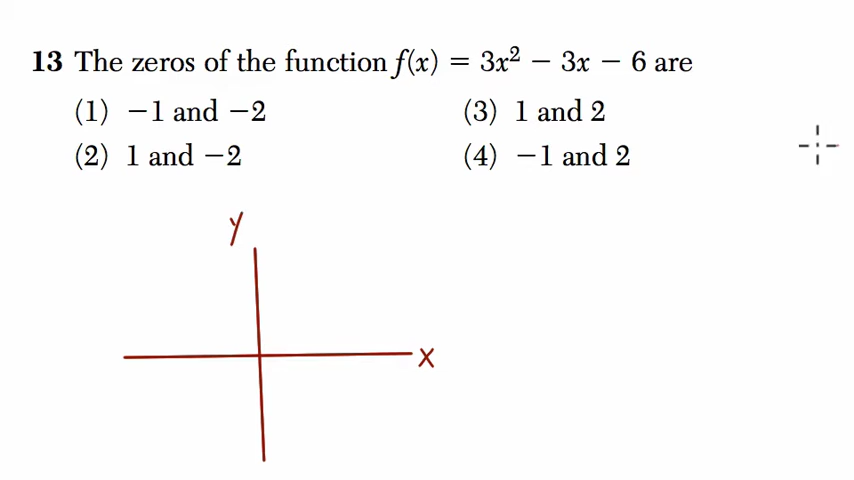 13 The zeros of the function f(x) = 3x² − 3x − 6 are
(1) −1 and −2
(3) 1 and 2
(2) 1 and −2
(4) −1 and 2
y
x